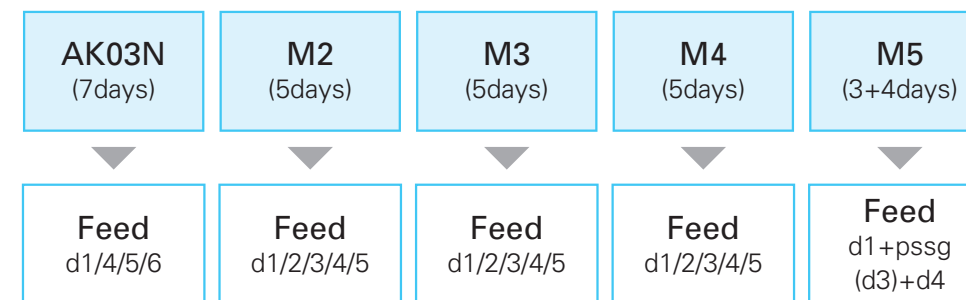 AK03N
(7days)
M2
(5days)
M3
(5days)
M4
(5days)
M5
(3+4days)
Feed
d1/4/5/6
Feed
d1/2/3/4/5
Feed
d1/2/3/4/5
Feed
d1/2/3/4/5
Feed
d1+pssg
(d3)+d4